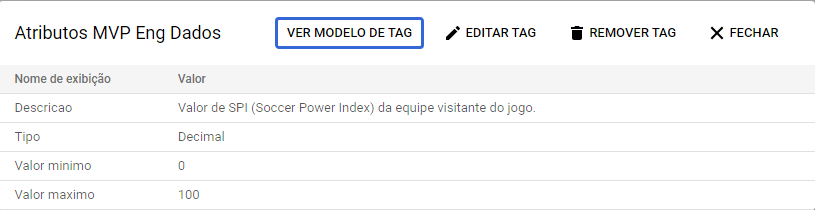 Atributos MVP Eng Dados VER MODELO DE TAG EDITAR TAG REMOVER TAG FECHAR
Nome de exibição Valor
Descricao Valor de SPI (Soccer Power Index) da equipe visitante do jogo.
Tipo Decimal
Valor minimo 0
Valor maximo 100